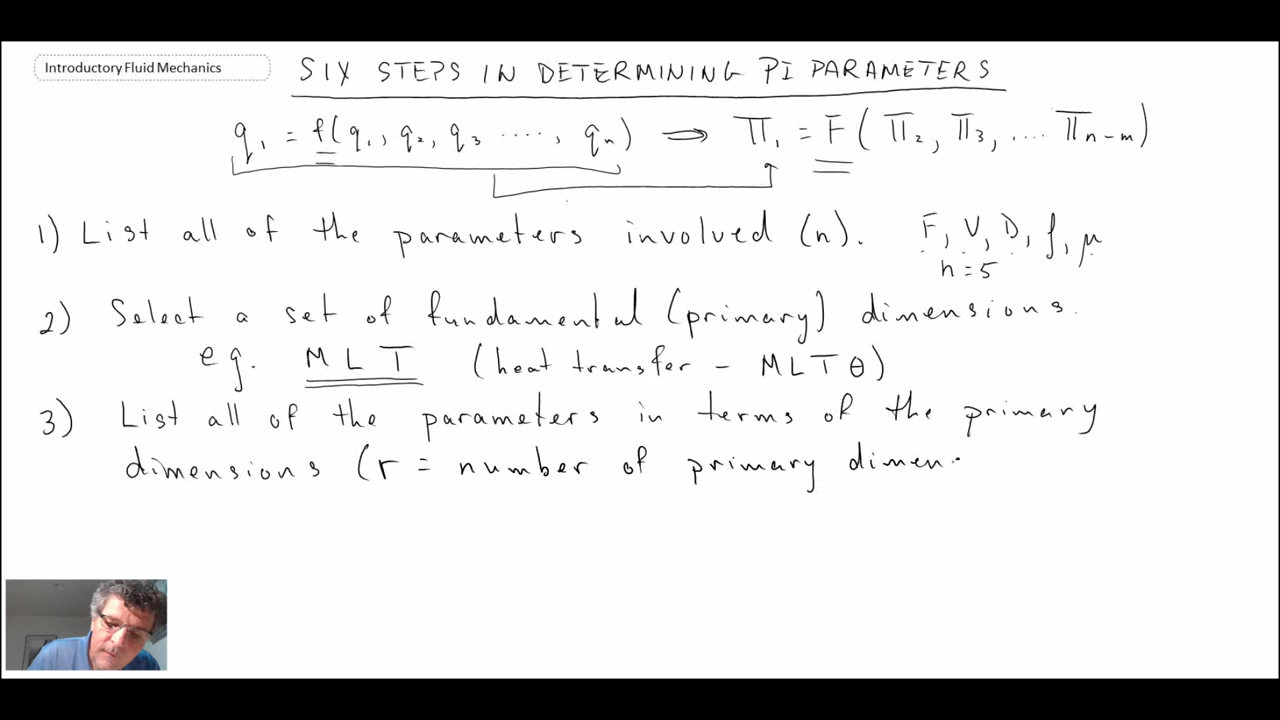 Introductory Fluid Mechanics
SIX STEPS IN DETERMINING PI PARAMETERS
q₁ = f(q₁, q₂, q₃ ....., qₙ) ⇒ Π₁ = F(Π₂, Π₃, .... Πₙ₋ₘ)
1) List all of the parameters involved (n). F, V, D, ρ, μ
n = 5
2) Select a set of fundamental (primary) dimensions.
eg. M L T (heat transfer - M L T θ)
3) List all of the parameters in terms of the primary
dimensions (r = number of primary dimen